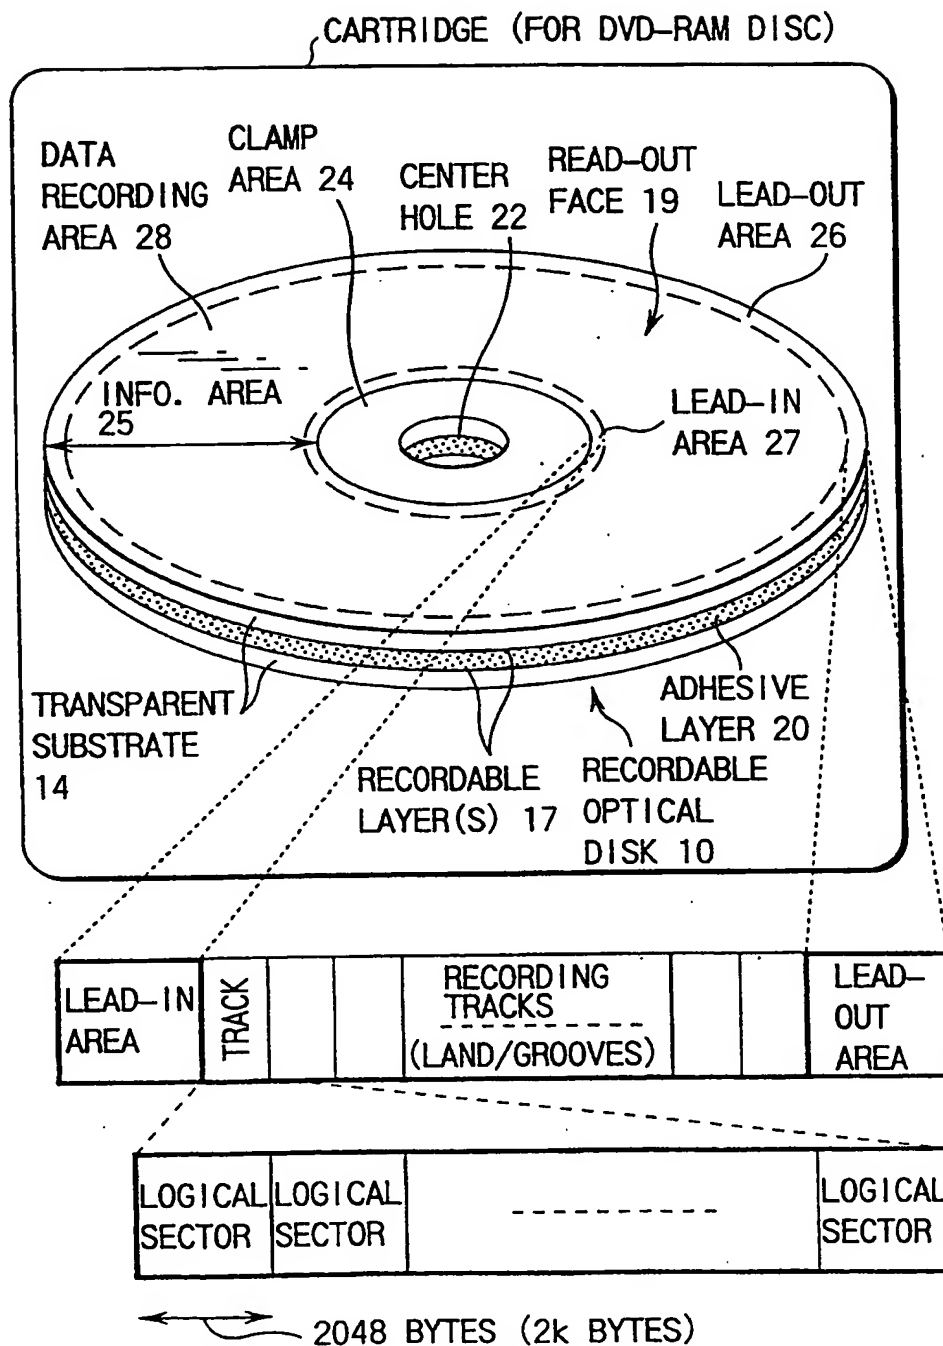 CARTRIDGE (FOR DVD-RAM DISC)
DATA
RECORDING
AREA 28
CLAMP
AREA 24
CENTER
HOLE 22
READ-OUT
FACE 19
LEAD-OUT
AREA 26
INFO. AREA
25
LEAD-IN
AREA 27
TRANSPARENT
SUBSTRATE
14
RECORDABLE
LAYER(S) 17
ADHESIVE
LAYER 20
RECORDABLE
OPTICAL
DISK 10
LEAD-IN
AREA
TRACK
RECORDING
TRACKS
(LAND/GROOVES)
LEAD-
OUT
AREA
LOGICAL
SECTOR
LOGICAL
SECTOR
LOGICAL
SECTOR
2048 BYTES (2k BYTES)